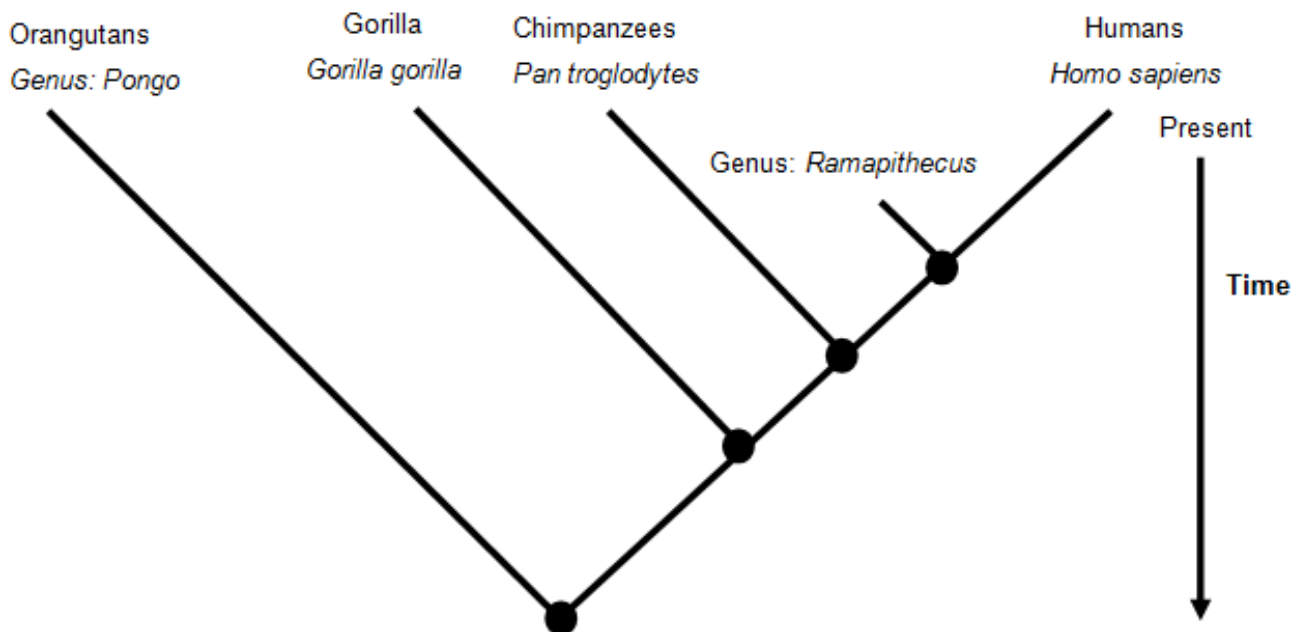 Orangutans
Genus: Pongo
Gorilla
Gorilla gorilla
Chimpanzees
Pan troglodytes
Humans
Homo sapiens
Present
Genus: Ramapithecus
Time